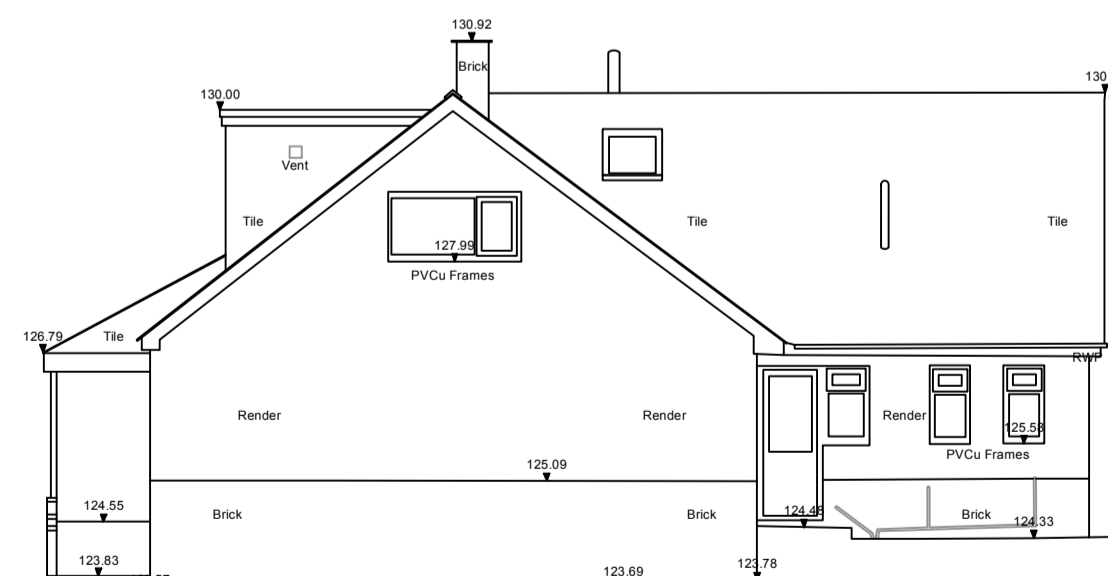 130.92
Brick
130
130.00
Vent
Tile
Tile
Tile
127.99
PVCu Frames
126.79
Tile
RWP
Render
Render
Render
125.58
PVCu Frames
125.09
124.55
Brick
Brick
124.48
Brick
124.33
123.83
123.69
123.78